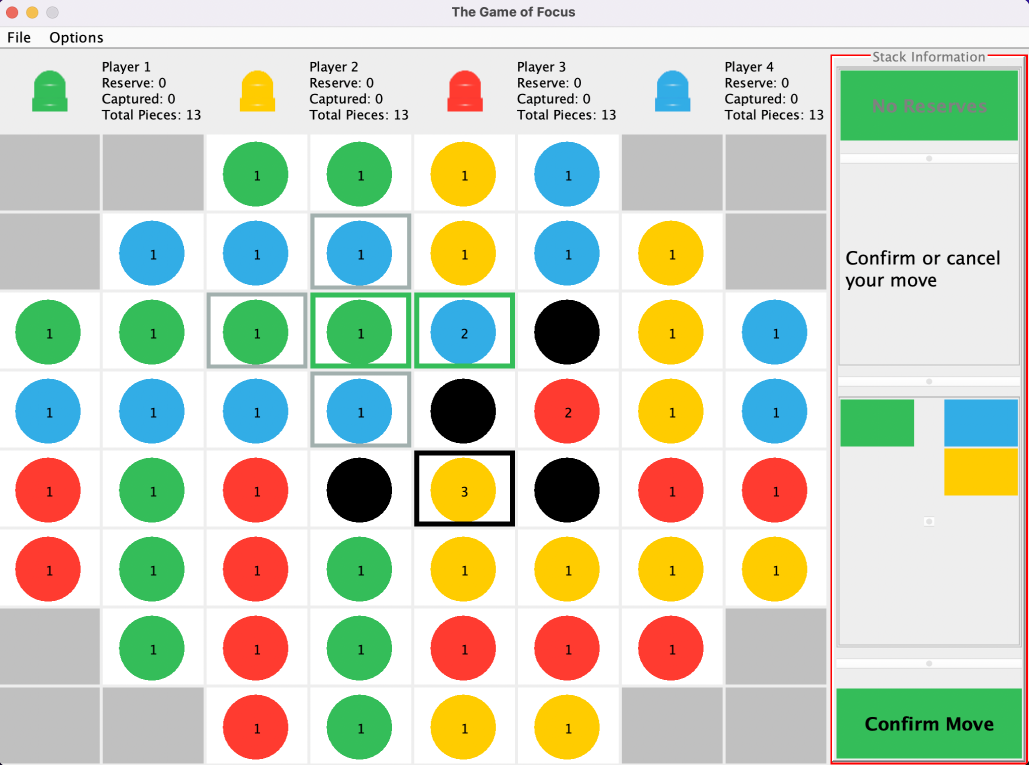 The Game of Focus
File Options
Player 1
Reserve: 0
Captured: 0
Total Pieces: 13
Player 2
Reserve: 0
Captured: 0
Total Pieces: 13
Player 3
Reserve: 0
Captured: 0
Total Pieces: 13
Player 4
Reserve: 0
Captured: 0
Total Pieces: 13
Stack Information
No Reserves
Confirm or cancel
your move
Confirm Move
1 1 1 1
1 1 1 1 1 1
1 1 1 1 2 1 1
1 1 1 1 2 1 1
1 1 1 3 1 1
1 1 1 1 1 1 1 1
1 1 1 1 1 1
1 1 1 1